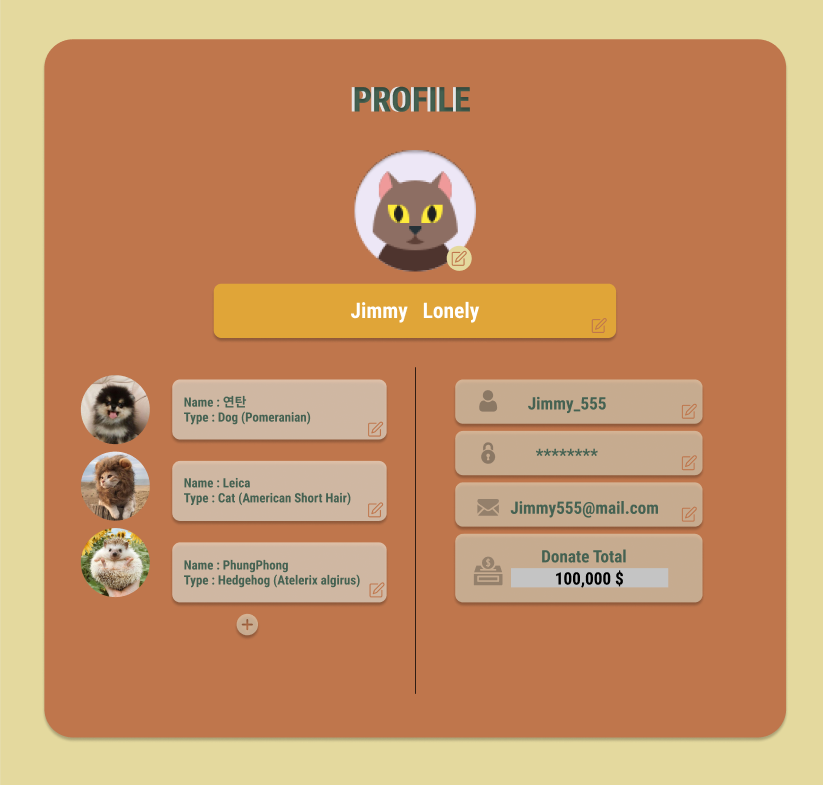 PROFILE
Jimmy Lonely
Name : 연탄
Type : Dog (Pomeranian)
Name : Leica
Type : Cat (American Short Hair)
Name : PhungPhong
Type : Hedgehog (Atelerix algirus)
Jimmy_555
********
Jimmy555@mail.com
Donate Total
100,000 $